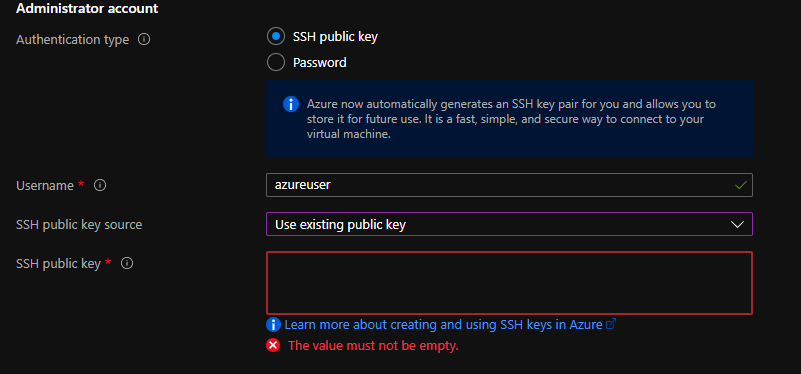 Administrator account
Authentication type
SSH public key
Password
Azure now automatically generates an SSH key pair for you and allows you to
store it for future use. It is a fast, simple, and secure way to connect to your
virtual machine.
Username *
azureuser
SSH public key source
Use existing public key
SSH public key *
Learn more about creating and using SSH keys in Azure
The value must not be empty.